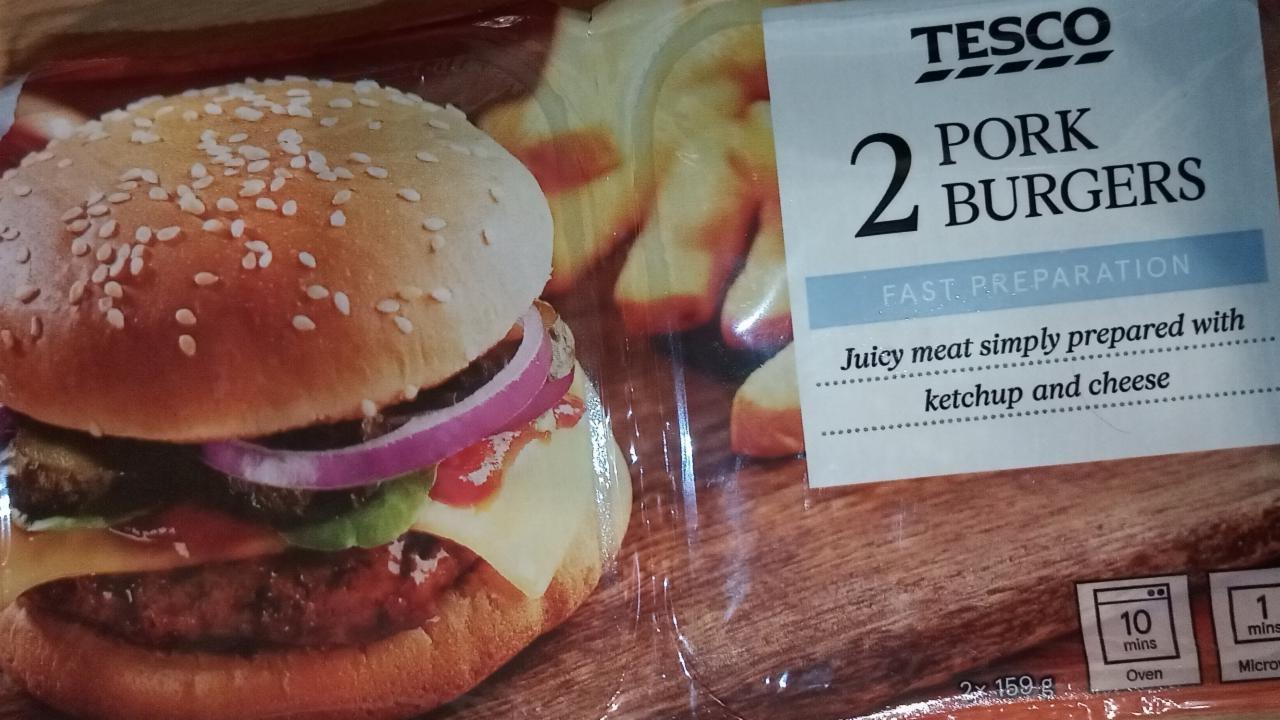 TESCO
2 PORK
BURGERS
FAST PREPARATION
Juicy meat simply prepared with
ketchup and cheese
10
mins
Oven
1
mins
2x 159 g